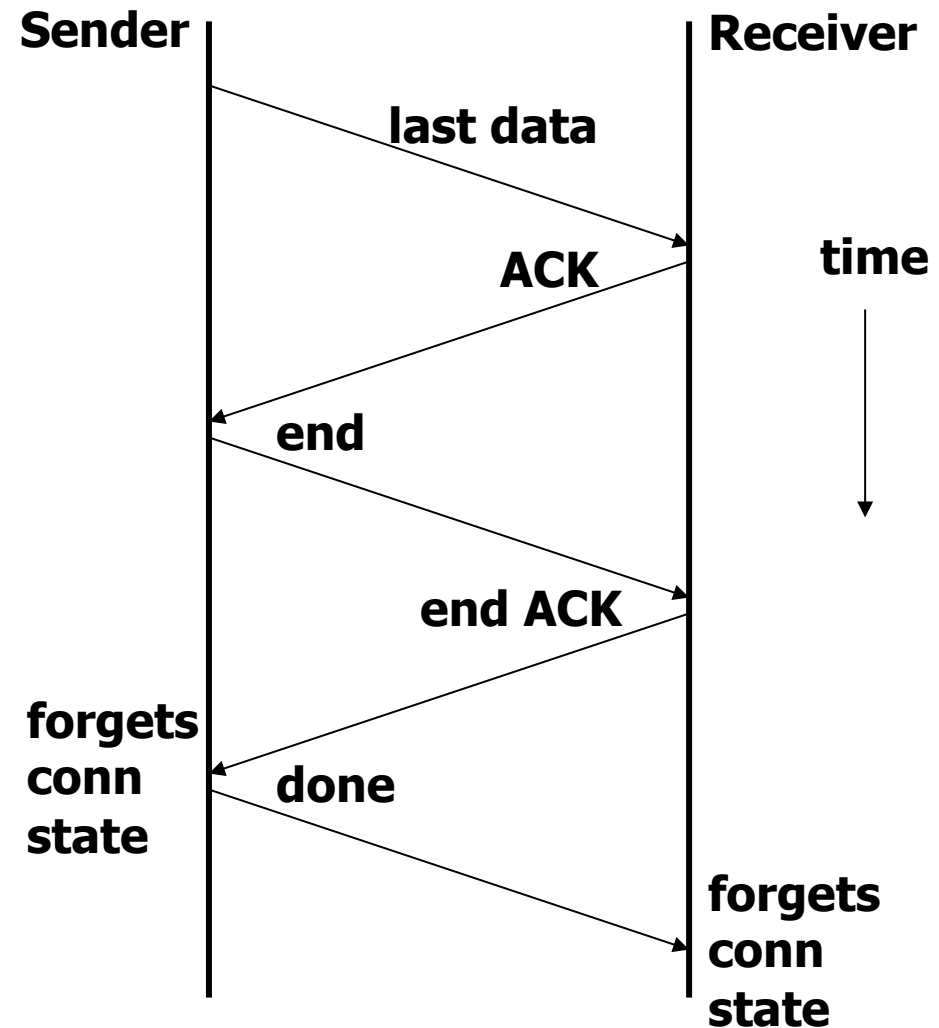 Sender
Receiver
last data
time
ACK
end
end ACK
forgets
conn
state
done
forgets
conn
state